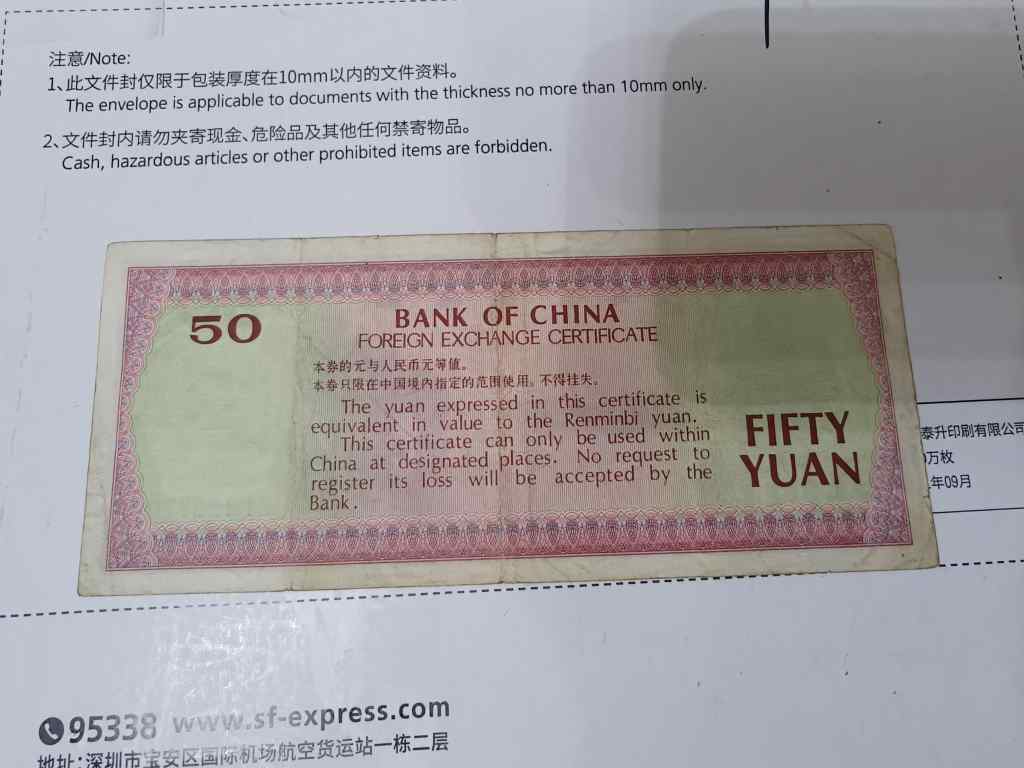 注意/Note:
1、此文件封仅限于包装厚度在10mm以内的文件资料。
The envelope is applicable to documents with the thickness no more than 10mm only.
2、文件封内请勿夹寄现金、危险品及其他任何禁寄物品。
Cash, hazardous articles or other prohibited items are forbidden.
50
BANK OF CHINA
FOREIGN EXCHANGE CERTIFICATE
本券的元与人民币元等值。
本券只限在中国境内指定的范围使用。不得挂失。
The yuan expressed in this certificate is
equivalent in value to the Renminbi yuan.
This certificate can only be used within
China at designated places. No request to
register its loss will be accepted by the
Bank.
FIFTY
YUAN
泰升印刷有限公司
万枚
年09月
95338 www.sf-express.com
地址:深圳市宝安区国际机场航空货运站一栋二层